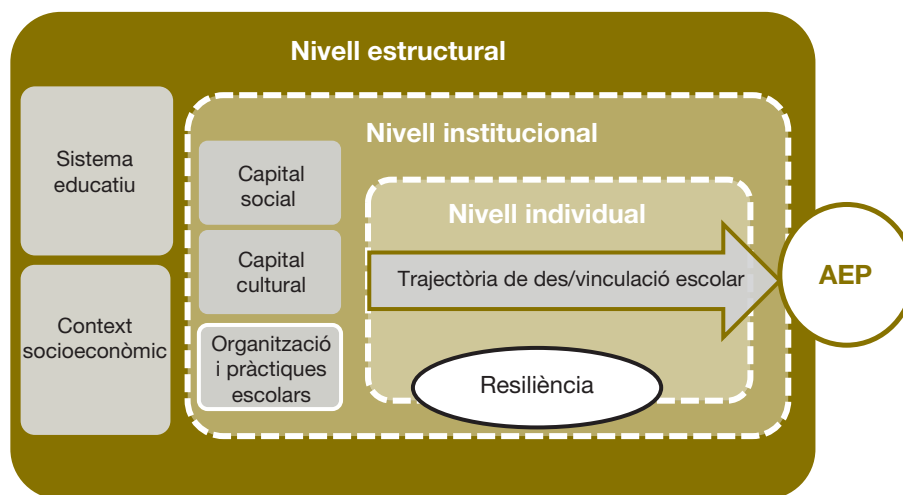 Nivell estructural
Sistema
educatiu
Context
socioeconòmic
Nivell institucional
Capital
social
Capital
cultural
Organització
i pràctiques
escolars
Nivell individual
Trajectòria de des/vinculació escolar
Resiliència
AEP